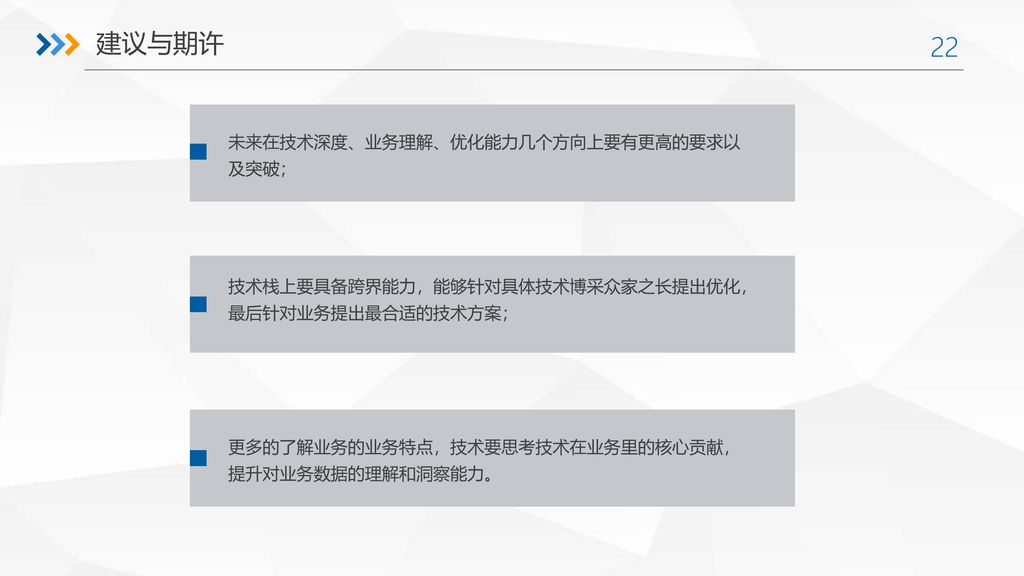 建议与期许
22
未来在技术深度、业务理解、优化能力几个方向上要有更高的要求以
及突破；
技术栈上要具备跨界能力，能够针对具体技术博采众家之长提出优化，
最后针对业务提出最合适的技术方案；
更多的了解业务的业务特点，技术要思考技术在业务里的核心贡献，
提升对业务数据的理解和洞察能力。